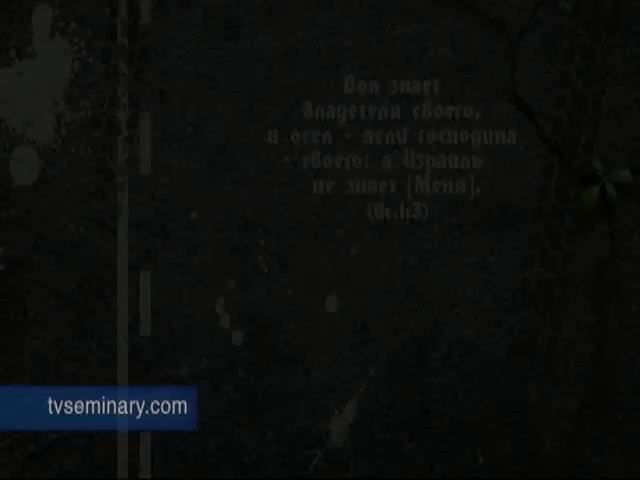 Вол знает
владетеля своего,
и осел - ясли господина
- своего; а Израиль
не знает [Меня],
(Ис.1:3)
tvseminary.com